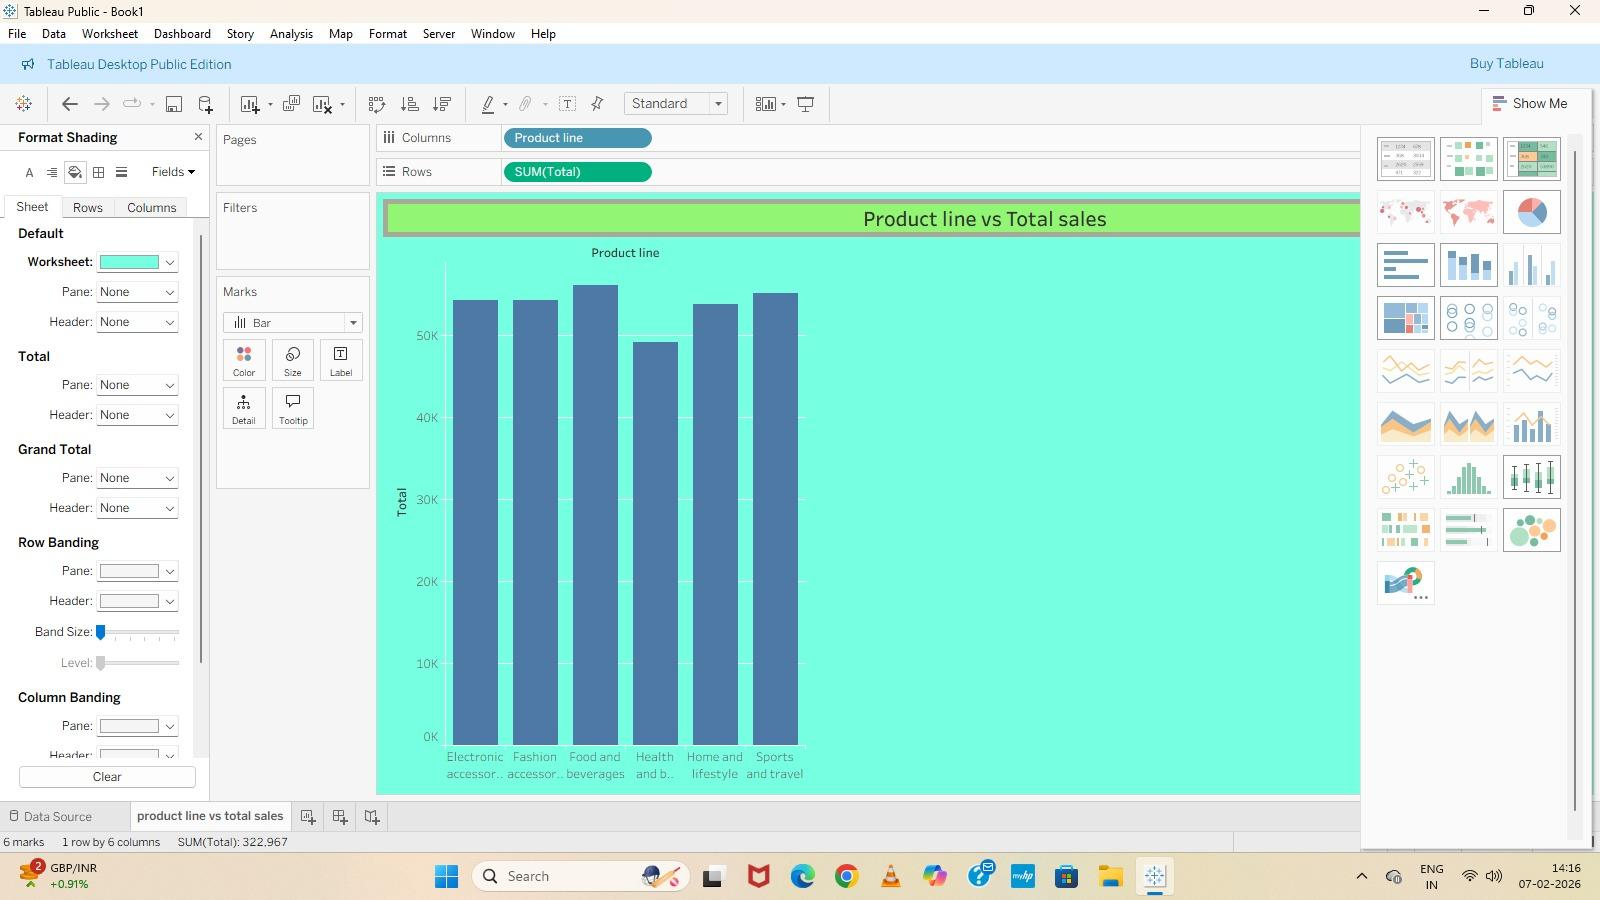 Tableau Public - Book1
File Data Worksheet Dashboard Story Analysis Map Format Server Window Help
Tableau Desktop Public Edition
Buy Tableau
Standard
Show Me
Format Shading
Fields
Sheet Rows Columns
Default
Worksheet:
Pane: None
Header: None
Total
Pane: None
Header: None
Grand Total
Pane: None
Header: None
Row Banding
Pane:
Header:
Band Size:
Level:
Column Banding
Pane:
Header:
Clear
Pages
Filters
Marks
Bar
Color Size Label
Detail Tooltip
Columns Product line
Rows SUM(Total)
Product line vs Total sales
Product line
Total
50K
40K
30K
20K
10K
0K
Electronic accessor..
Fashion accessor..
Food and beverages
Health and b..
Home and lifestyle
Sports and travel
Data Source product line vs total sales
6 marks 1 row by 6 columns SUM(Total): 322,967
2
GBP/INR
+0.91%
Search
myhp
ENG
IN
14:16
07-02-2026